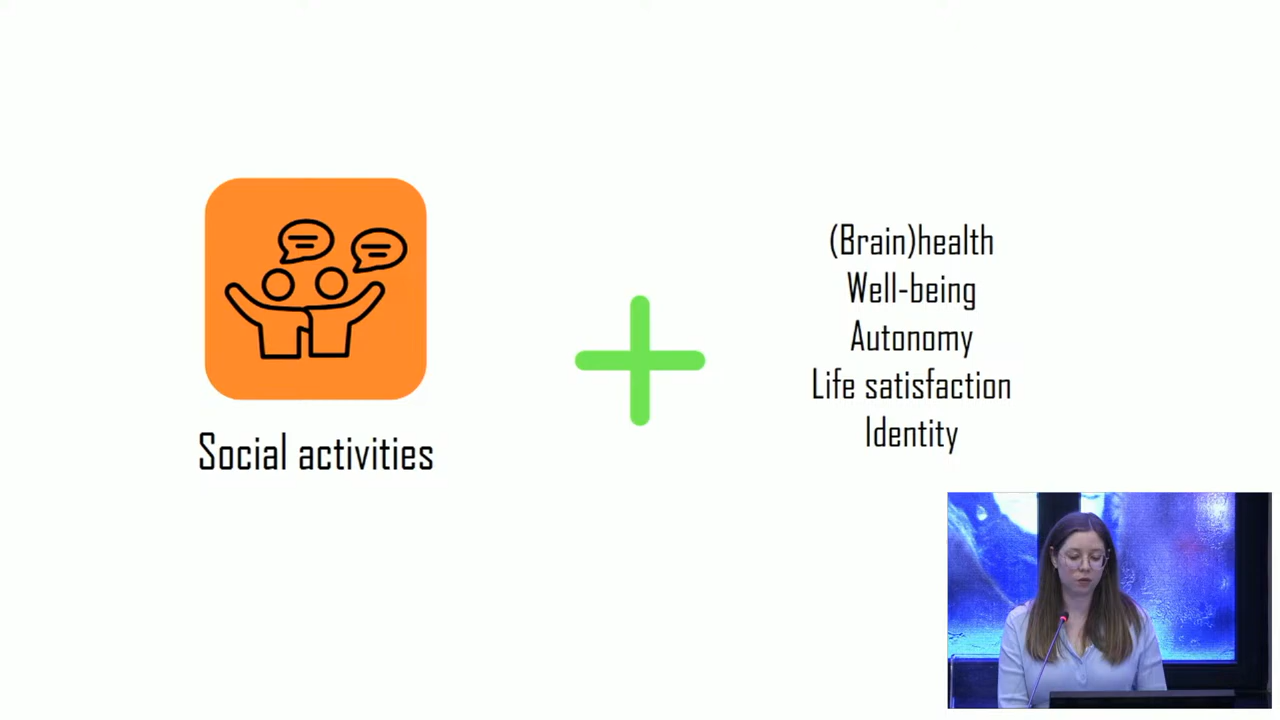 Social activities
(Brain)health
Well-being
Autonomy
Life satisfaction
Identity